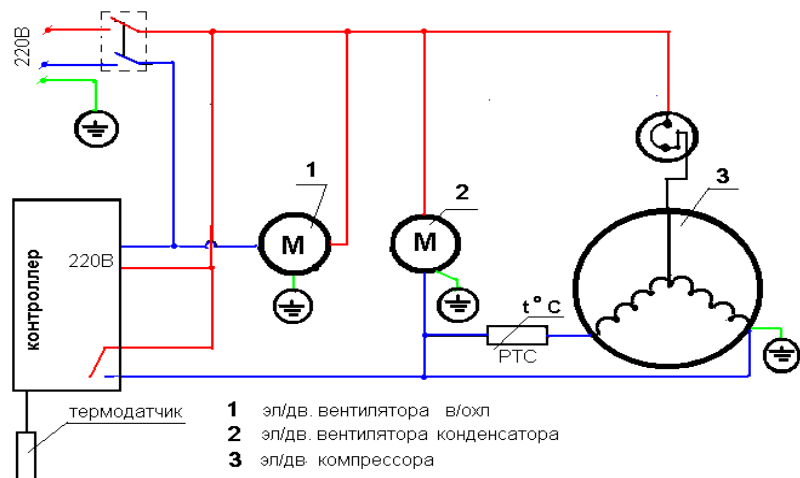 220В
1
2
3
М
М
t°C
РТС
220В
контроллер
термодатчик
1 эл/дв. вентилятора в/охл
2 эл/дв. вентилятора конденсатора
3 эл/дв. компрессора